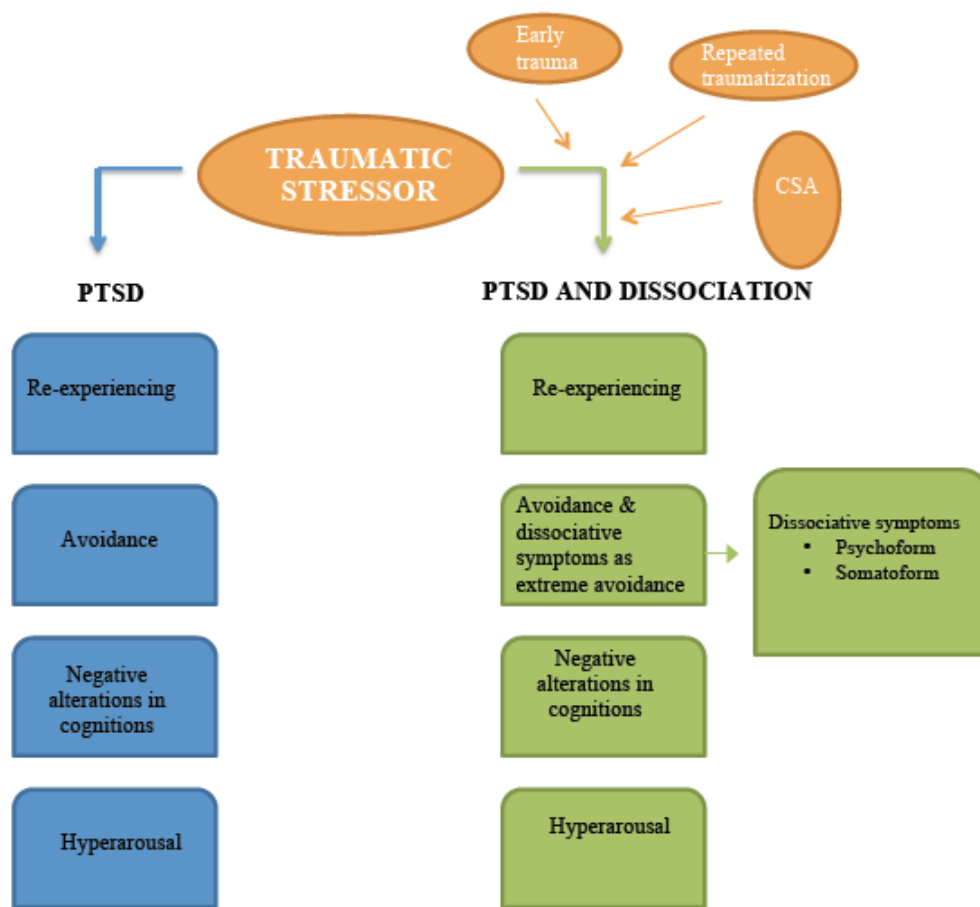 Early
trauma
Repeated
traumatization
TRAUMATIC
STRESSOR
CSA
PTSD
PTSD AND DISSOCIATION
Re-experiencing
Re-experiencing
Avoidance
Avoidance &
dissociative
symptoms as
extreme avoidance
Dissociative symptoms
• Psychoform
• Somatoform
Negative
alterations in
cognitions
Negative
alterations in
cognitions
Hyperarousal
Hyperarousal